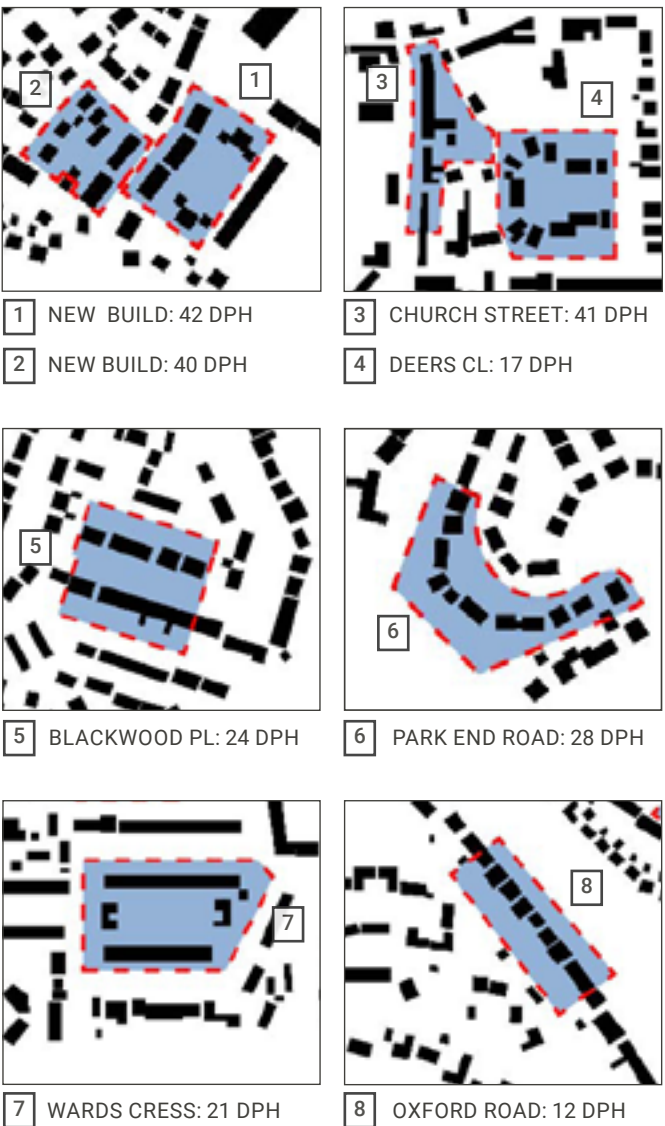 2
1
3
4
1 NEW BUILD: 42 DPH
2 NEW BUILD: 40 DPH
3 CHURCH STREET: 41 DPH
4 DEERS CL: 17 DPH
5
6
5 BLACKWOOD PL: 24 DPH
6 PARK END ROAD: 28 DPH
7
8
7 WARDS CRESS: 21 DPH
8 OXFORD ROAD: 12 DPH